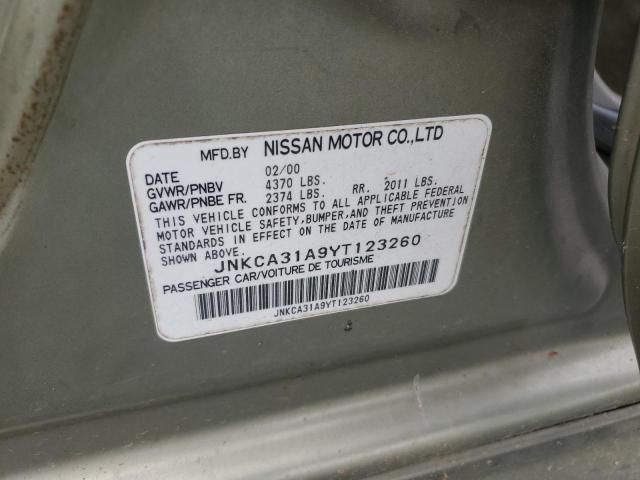 MFD.BY NISSAN MOTOR CO.,LTD
DATE 02/00
GVWR/PNBV 4370 LBS.
GAWR/PNBE FR. 2374 LBS. RR. 2011 LBS.
THIS VEHICLE CONFORMS TO ALL APPLICABLE FEDERAL
MOTOR VEHICLE SAFETY, BUMPER, AND THEFT PREVENTION
STANDARDS IN EFFECT ON THE DATE OF MANUFACTURE
SHOWN ABOVE.
JNKCA31A9YT123260
PASSENGER CAR/VOITURE DE TOURISME
JNKCA31A9YT123260